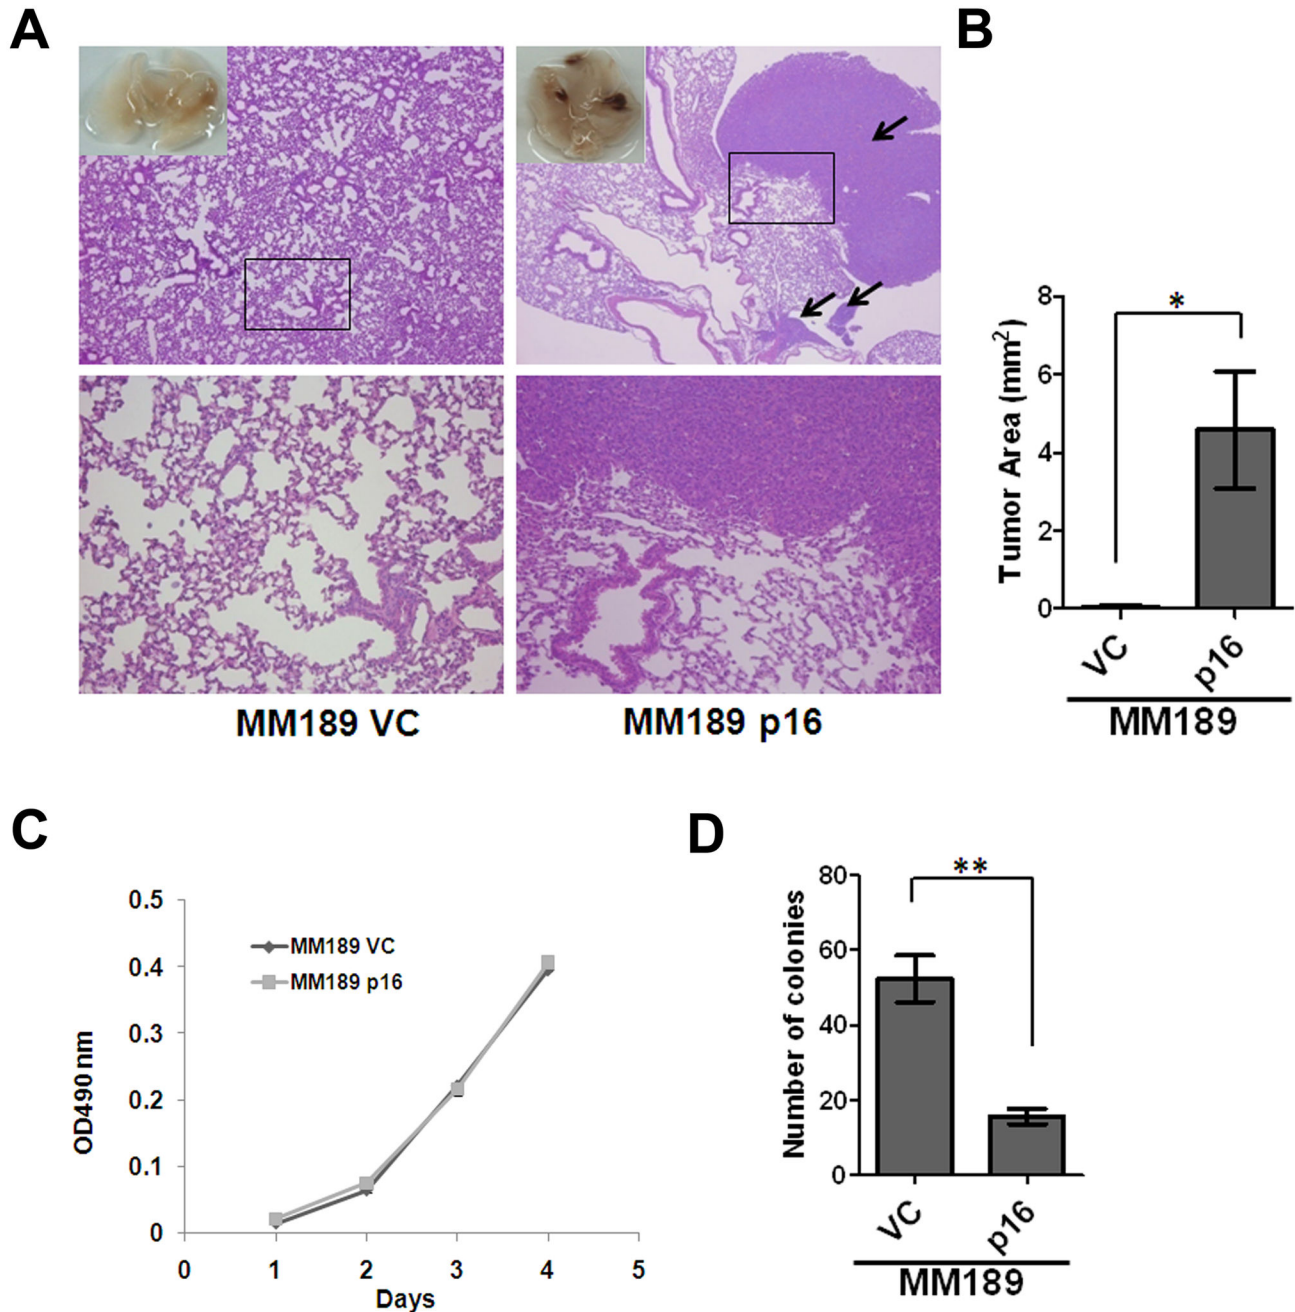 A
B
MM189 VC
MM189 p16
8
6
4
2
0
Tumor Area (mm²)
*
VC
p16
MM189
C
0.5
0.4
0.3
0.2
0.1
0
OD490 nm
MM189 VC
MM189 p16
0 1 2 3 4 5
Days
D
80
60
40
20
0
Number of colonies
**
VC
p16
MM189